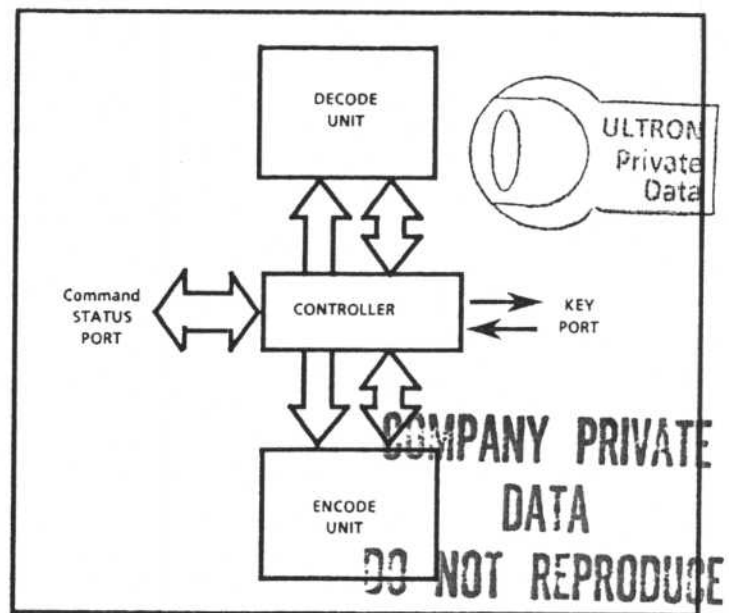 DECODE
UNIT
ULTRON
Private
Data
Command
STATUS
PORT
CONTROLLER
KEY
PORT
COMPANY PRIVATE
DATA
DO NOT REPRODUCE
ENCODE
UNIT